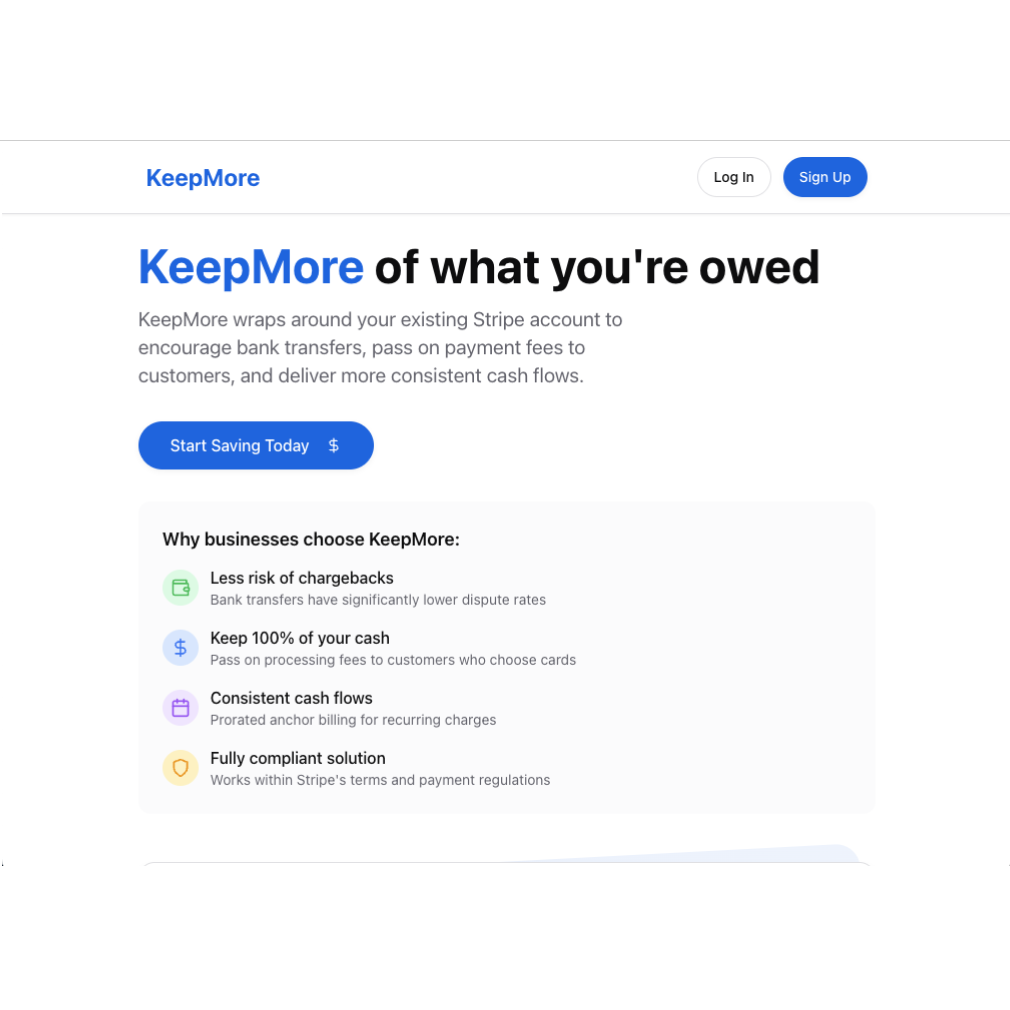 KeepMore
Log In
Sign Up
KeepMore of what you're owed
KeepMore wraps around your existing Stripe account to
encourage bank transfers, pass on payment fees to
customers, and deliver more consistent cash flows.
Start Saving Today $
Why businesses choose KeepMore:
Less risk of chargebacks
Bank transfers have significantly lower dispute rates
Keep 100% of your cash
Pass on processing fees to customers who choose cards
Consistent cash flows
Prorated anchor billing for recurring charges
Fully compliant solution
Works within Stripe's terms and payment regulations